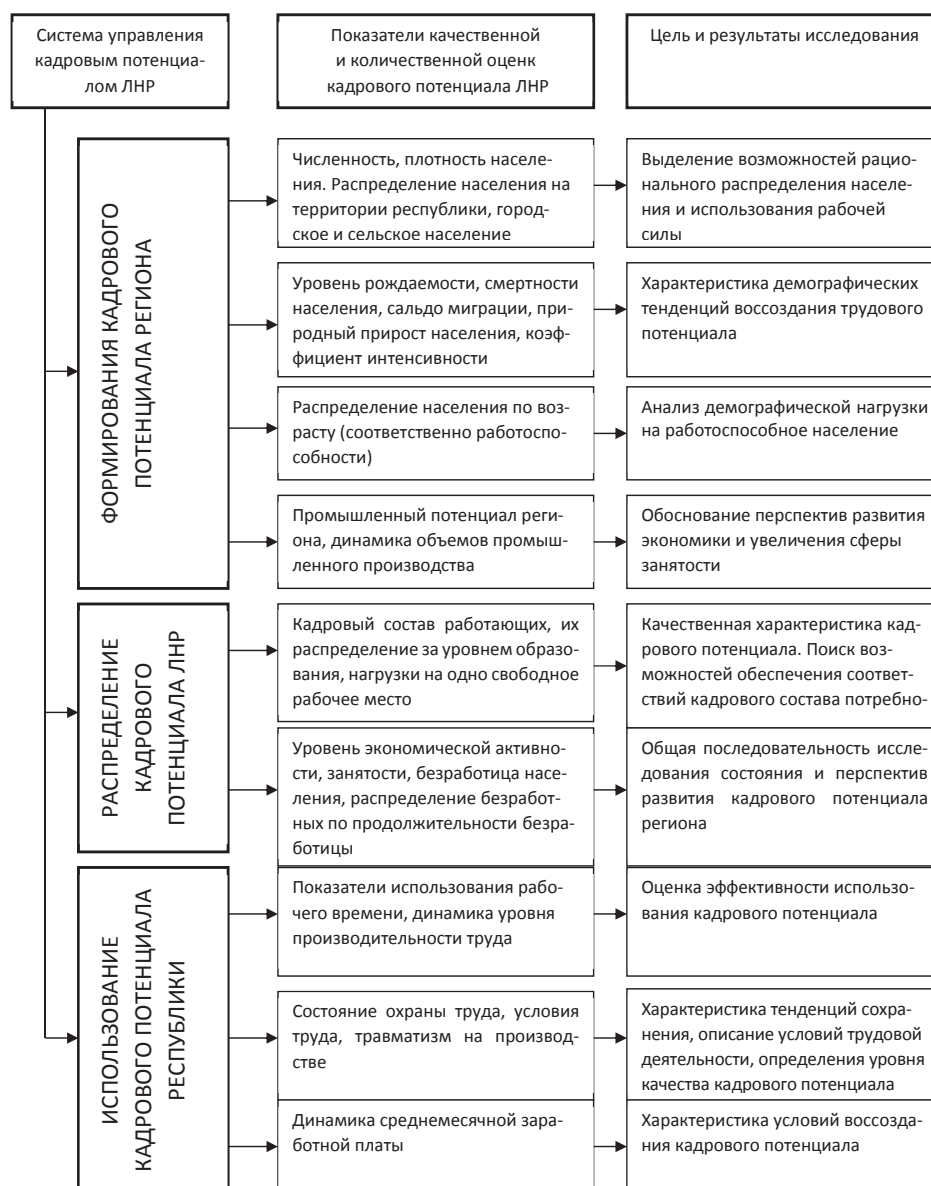 Система управления
кадровым потенциа-
лом ЛНР
Показатели качественной
и количественной оценк
кадрового потенциала ЛНР
Цель и результаты исследования
ФОРМИРОВАНИЕ КАДРОВОГО
ПОТЕНЦИАЛА РЕГИОНА
Численность, плотность населе-
ния. Распределение населения на
территории республики, город-
ское и сельское население
Выделение возможностей рацио-
нального распределения населе-
ния и использования рабочей
силы
Уровень рождаемости, смертности
населения, сальдо миграции, при-
родный прирост населения, коэф-
фициент интенсивности
Характеристика демографических
тенденций воссоздания трудового
потенциала
Распределение населения по воз-
расту (соответственно работоспо-
собности)
Анализ демографической нагрузки
на работоспособное население
Промышленный потенциал реги-
она, динамика объемов промыш-
ленного производства
Обоснование перспектив развития
экономики и увеличения сферы
занятости
РАСПРЕДЕЛЕНИЕ
КАДРОВОГО
ПОТЕНЦИАЛА ЛНР
Кадровый состав работающих, их
распределение за уровнем образо-
вания, нагрузки на одно свободное
рабочее место
Качественная характеристика кад-
рового потенциала. Поиск воз-
можностей обеспечения соответ-
ствий кадрового состава потребно-
Уровень экономической активно-
сти, занятости, безработица насе-
ления, распределение безработ-
ных по продолжительности безра-
ботицы
Общая последовательность иссле-
дования состояния и перспектив
развития кадрового потенциала
региона
ИСПОЛЬЗОВАНИЕ
КАДРОВОГО ПОТЕНЦИАЛА
РЕСПУБЛИКИ
Показатели использования рабо-
чего времени, динамика уровня
производительности труда
Оценка эффективности использо-
вания кадрового потенциала
Состояние охраны труда, условия
труда, травматизм на производ-
стве
Характеристика тенденций сохра-
нения, описание условий трудовой
деятельности, определения уровня
качества кадрового потенциала
Динамика среднемесячной зара-
ботной платы
Характеристика условий воссозда-
ния кадрового потенциала